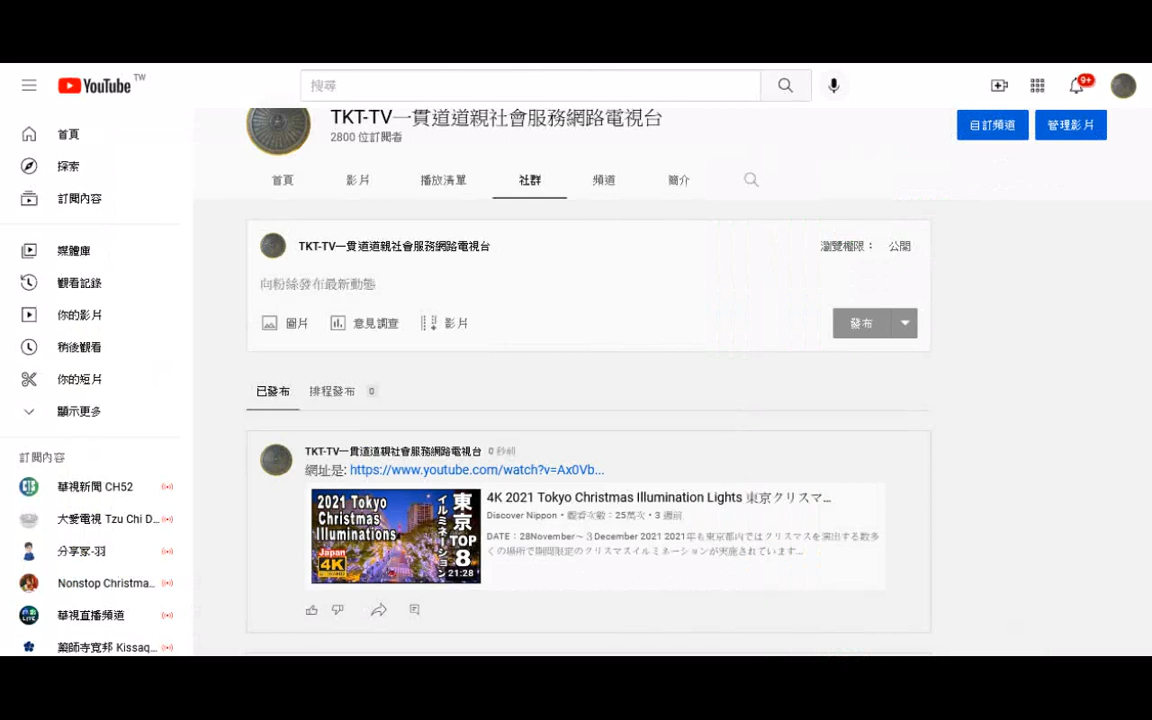 YouTube TW
搜尋
9+
首頁
探索
訂閱內容
媒體庫
觀看記錄
你的影片
稍後觀看
你的短片
顯示更多
訂閱內容
華視新聞 CH52
大愛電視 Tzu Chi D...
分享家-羽
Nonstop Christma...
華視直播頻道
藥師寺寛邦 Kissaq...
TKT-TV一貫道道親社會服務網路電視台
2800 位訂閱者
自訂頻道
管理影片
首頁 影片 播放清單 社群 頻道 簡介
TKT-TV一貫道道親社會服務網路電視台
瀏覽權限： 公開
向粉絲發布最新動態
圖片 意見調查 影片
發布
已發布 排程發布 0
TKT-TV一貫道道親社會服務網路電視台 0 秒前
網址是: https://www.youtube.com/watch?v=Ax0Vb...
2021 Tokyo
Christmas
Illuminations
Japan
4K
イルミネーション
東京
TOP
8
21:28
4K 2021 Tokyo Christmas Illumination Lights 東京クリスマ...
Discover Nippon • 觀看次數：25萬次 • 3 週前
DATE：28November～３December 2021 2021年も東京都内ではクリスマスを演出する数多
くの場所で期間限定のクリスマスイルミネーションが実施されています...